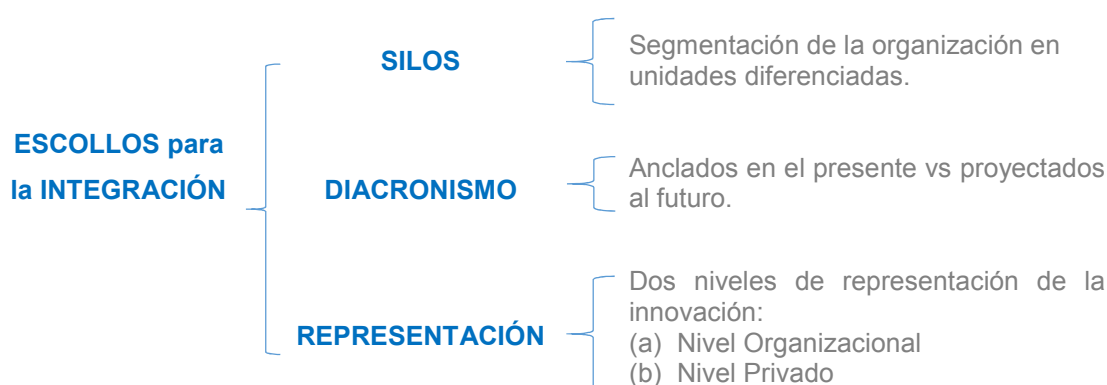 ESCOLLOS para
la INTEGRACIÓN
SILOS
Segmentación de la organización en
unidades diferenciadas.
DIACRONISMO
Anclados en el presente vs proyectados
al futuro.
REPRESENTACIÓN
Dos niveles de representación de la
innovación:
(a) Nivel Organizacional
(b) Nivel Privado